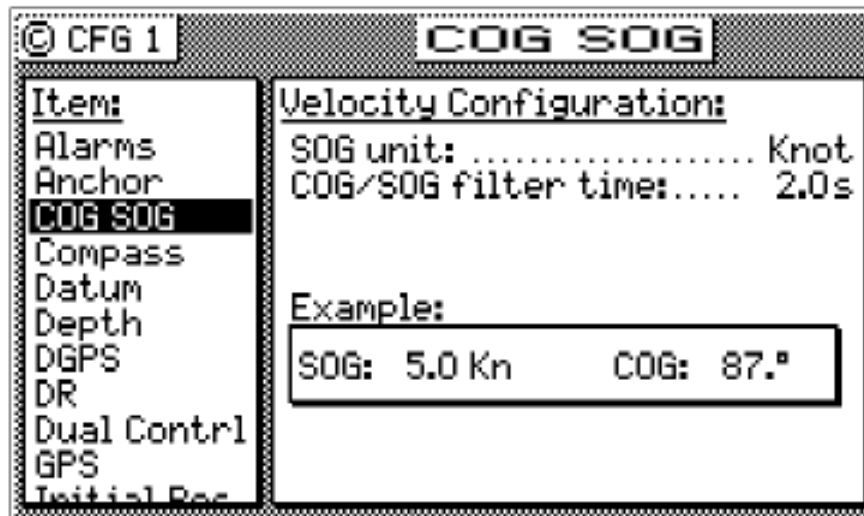 © CFG 1
COG SOG
Item:
Alarms
Anchor
COG SOG
Compass
Datum
Depth
DGPS
DR
Dual Contrl
GPS
Velocity Configuration:
SOG unit: .................... Knot
COG/SOG filter time:..... 2.0s
Example:
SOG: 5.0 Kn COG: 87.°